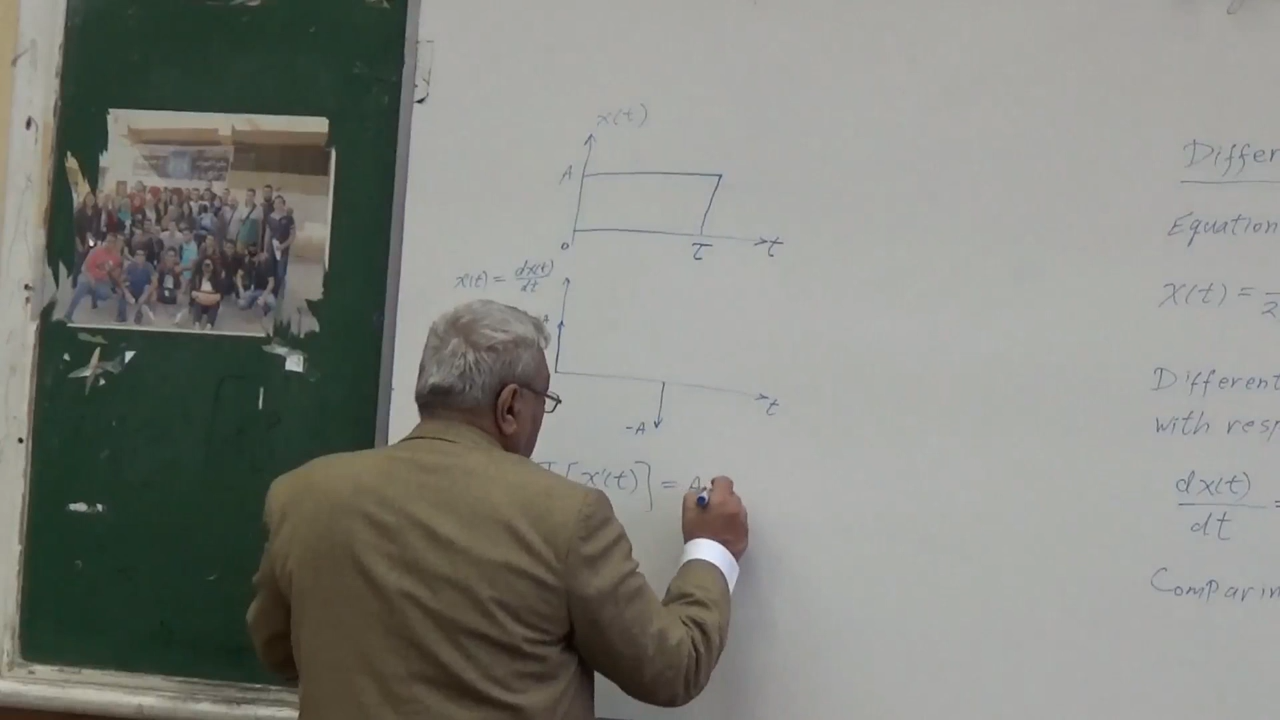 x(t)
A
0
τ
t
x'(t) = dx(t)/dt
A
t
-A
[x'(t)] = A
Differ
Equation
x(t) =
Different
with resp
dx(t)/dt =
Comparin